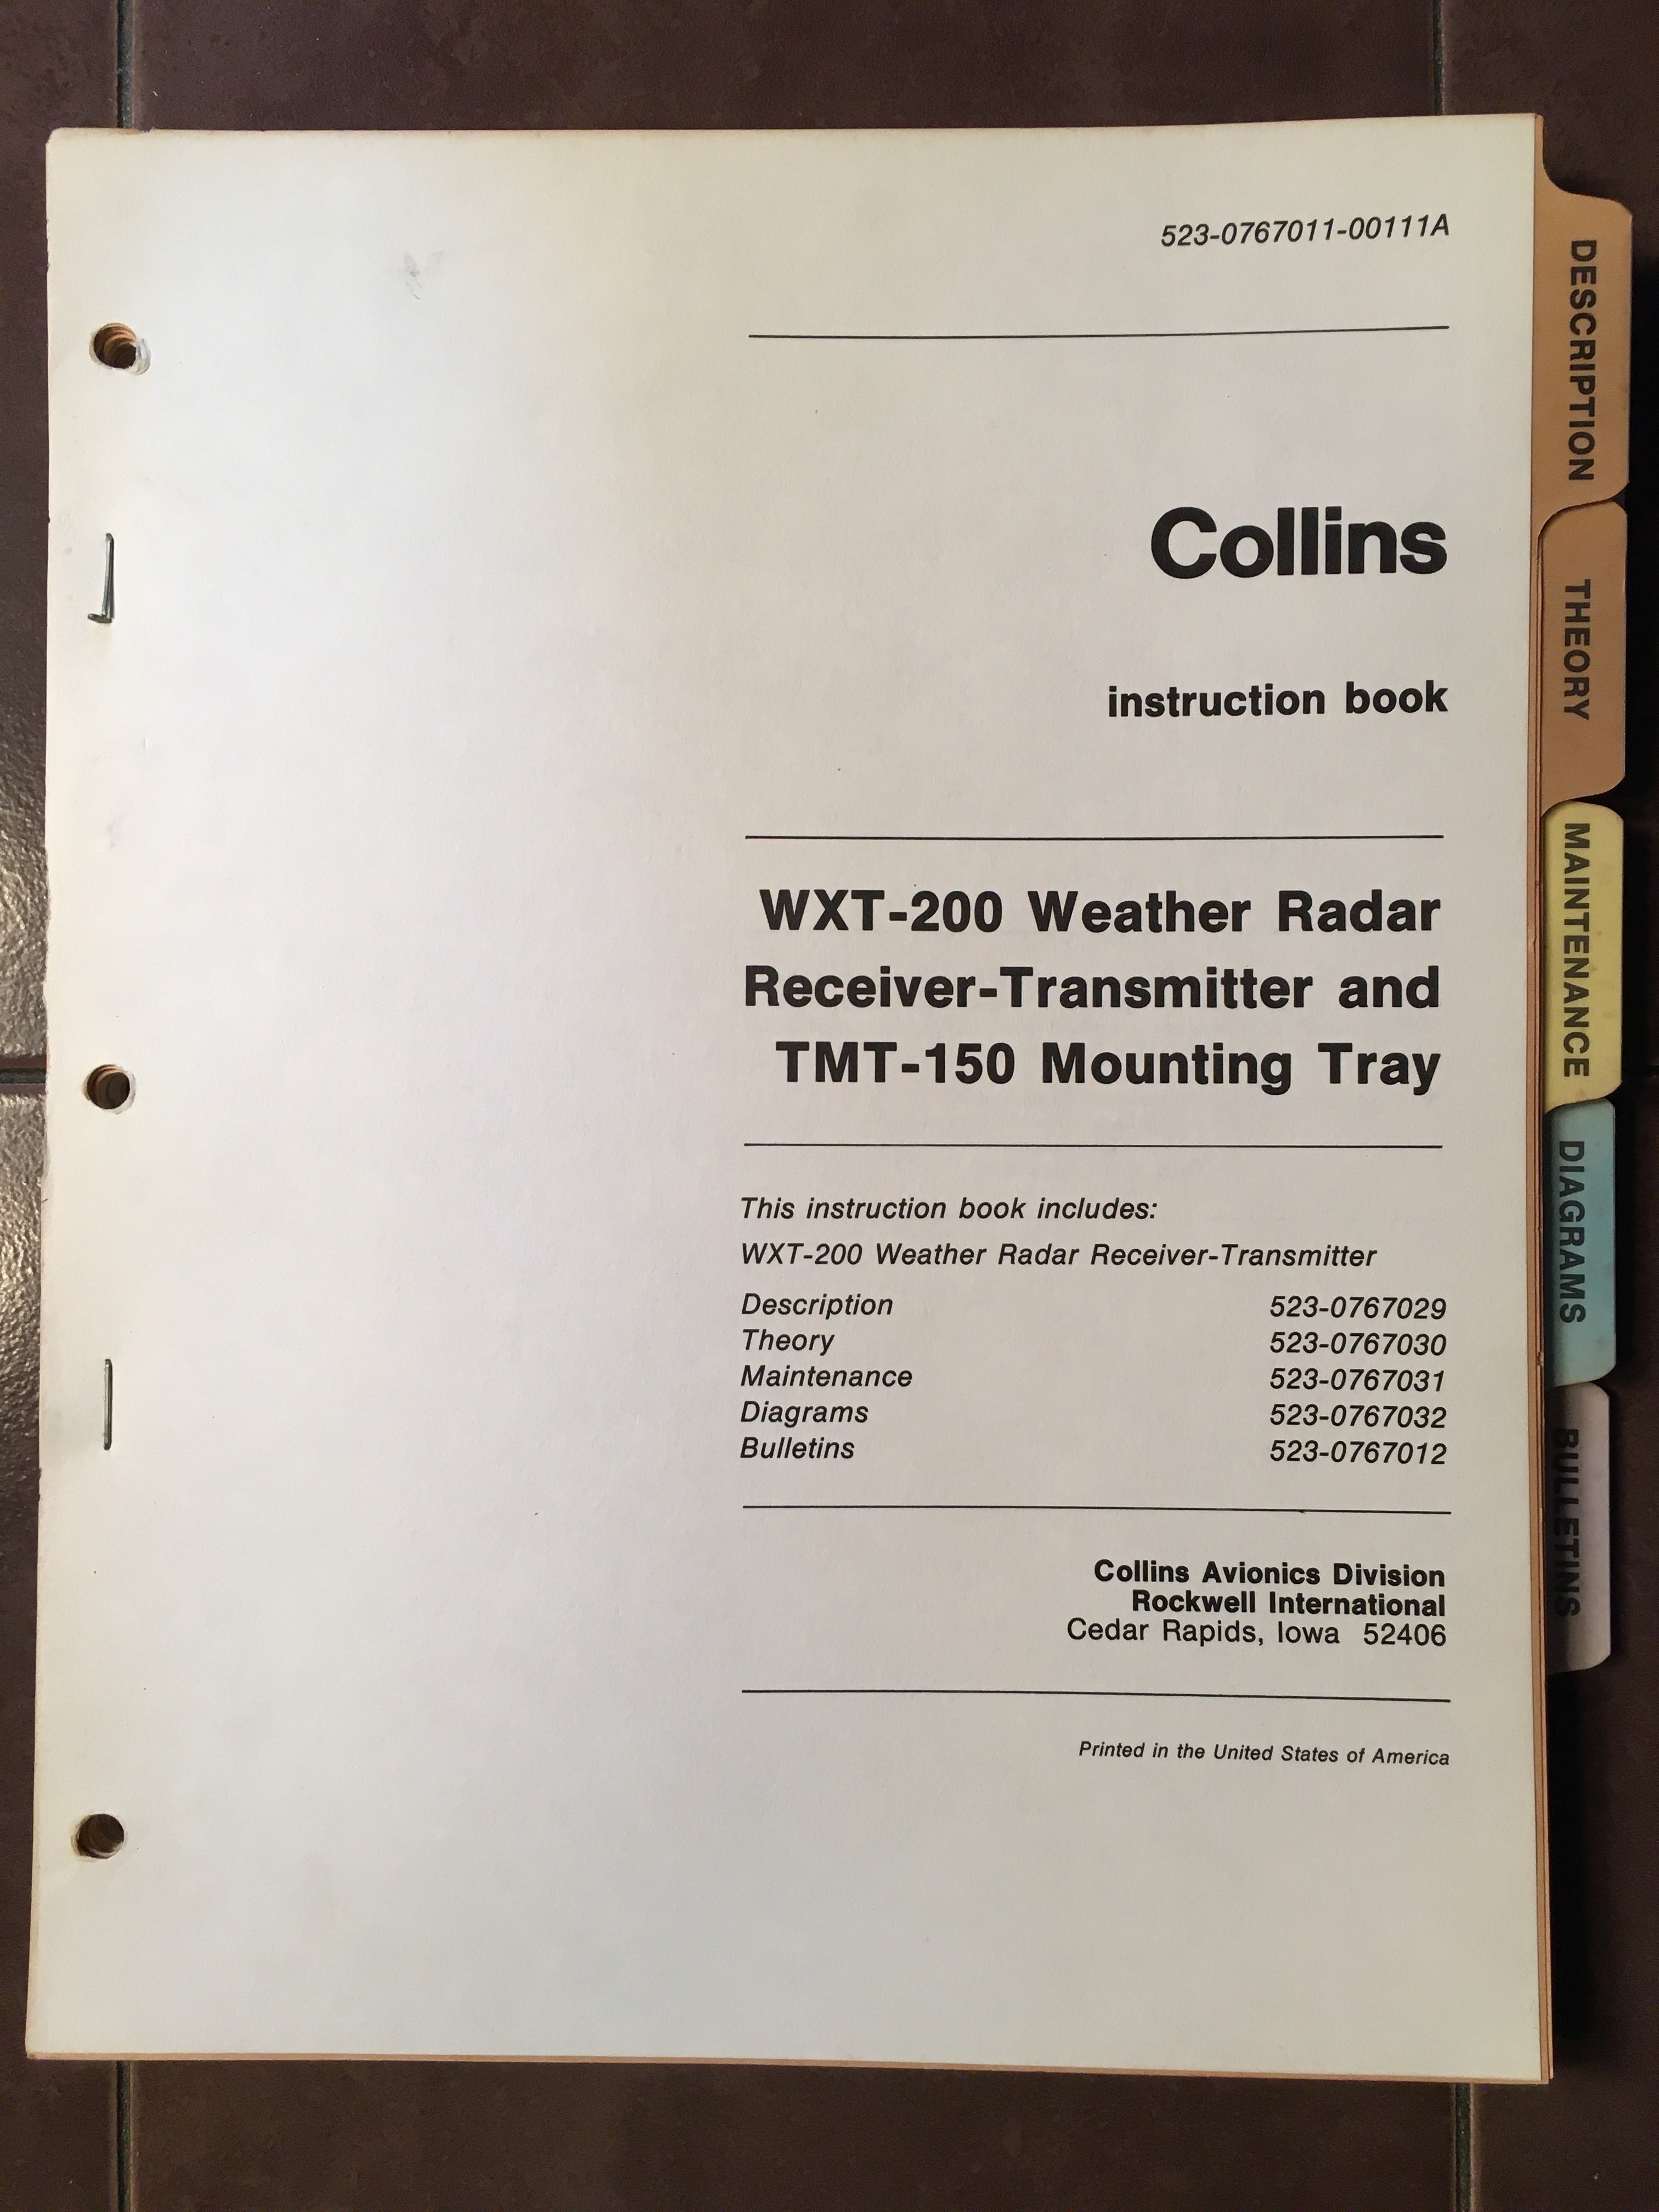 523-0767011-00111A
Collins
instruction book
WXT-200 Weather Radar
Receiver-Transmitter and
TMT-150 Mounting Tray
This instruction book includes:
WXT-200 Weather Radar Receiver-Transmitter
Description 523-0767029
Theory 523-0767030
Maintenance 523-0767031
Diagrams 523-0767032
Bulletins 523-0767012
Collins Avionics Division
Rockwell International
Cedar Rapids, Iowa 52406
Printed in the United States of America
DESCRIPTION
THEORY
MAINTENANCE
DIAGRAMS
BULLETINS